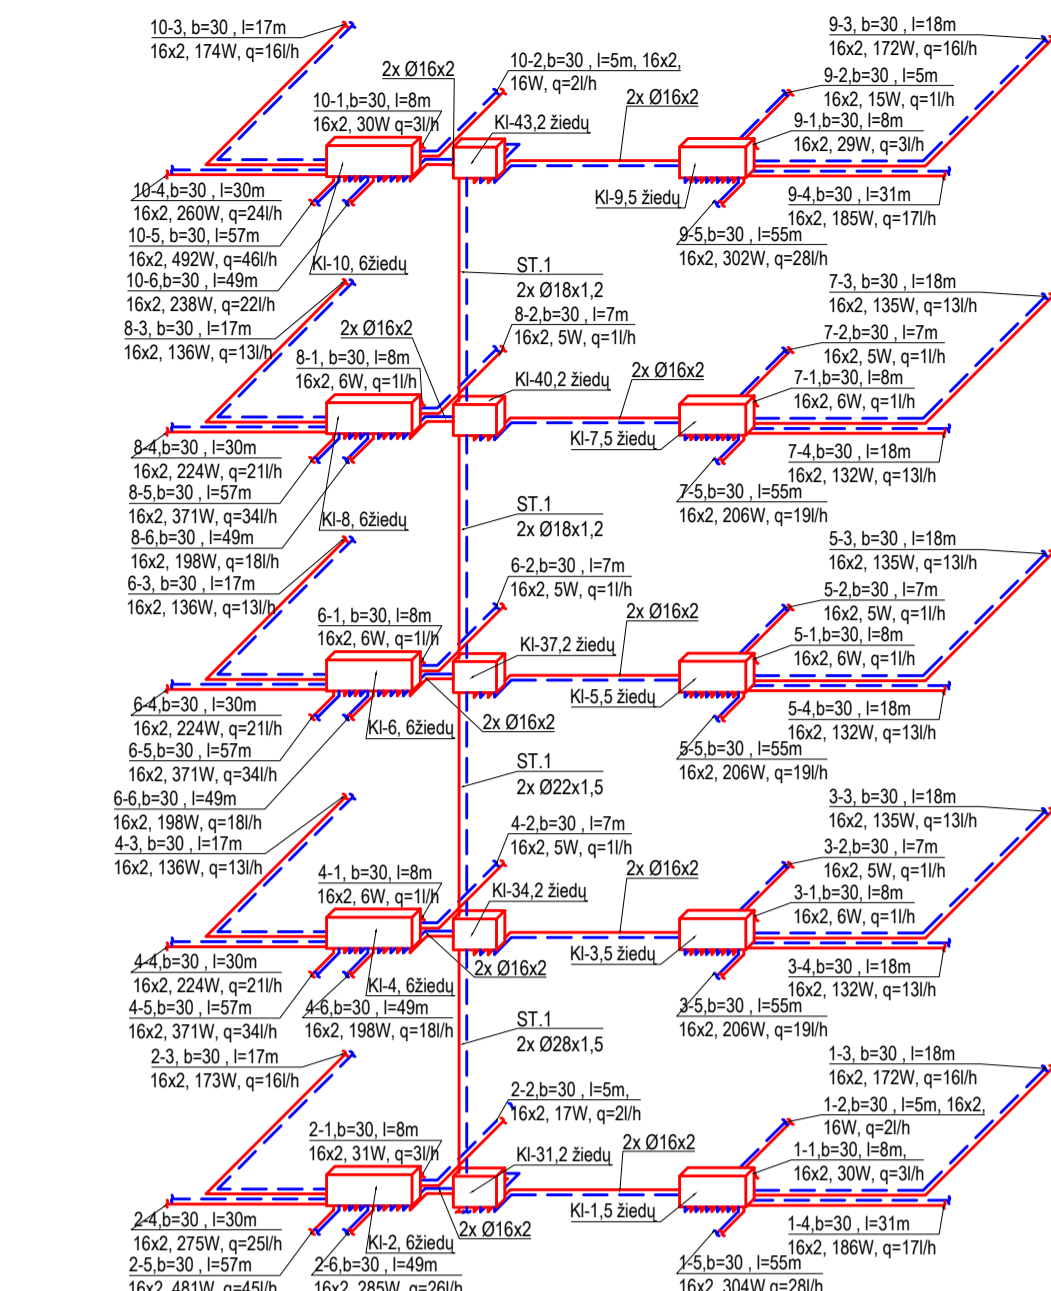 10-3, b=30 , l=17m
16x2, 174W, q=16l/h
2x Ø16x2
10-2,b=30 , l=5m, 16x2,
16W, q=2l/h
10-1,b=30, l=8m
16x2, 30W q=3l/h
Kl-43,2 žiedų
2x Ø16x2
9-3, b=30 , l=18m
16x2, 172W, q=16l/h
9-2,b=30 , l=5m
16x2, 15W, q=1l/h
9-1,b=30, l=8m
16x2, 29W, q=3l/h
10-4,b=30 , l=30m
16x2, 260W, q=24l/h
10-5, b=30, l=57m
16x2, 492W, q=46l/h
Kl-10, 6žiedų
10-6,b=30 , l=49m
16x2, 238W, q=22l/h
Kl-9,5 žiedų
9-4,b=30 , l=31m
16x2, 185W, q=17l/h
9-5,b=30 , l=55m
16x2, 302W, q=28l/h
ST.1
2x Ø18x1,2
8-3, b=30 , l=17m
16x2, 136W, q=13l/h
2x Ø16x2
8-2,b=30 , l=7m
16x2, 5W, q=1l/h
8-1, b=30, l=8m
16x2, 6W, q=1l/h
Kl-40,2 žiedų
2x Ø16x2
7-3, b=30 , l=18m
16x2, 135W, q=13l/h
7-2,b=30 , l=7m
16x2, 5W, q=1l/h
7-1,b=30, l=8m
16x2, 6W, q=1l/h
8-4,b=30 , l=30m
16x2, 224W, q=21l/h
8-5,b=30 , l=57m
16x2, 371W, q=34l/h
Kl-8, 6žiedų
8-6,b=30 , l=49m
16x2, 198W, q=18l/h
Kl-7,5 žiedų
7-4,b=30 , l=18m
16x2, 132W, q=13l/h
7-5,b=30 , l=55m
16x2, 206W, q=19l/h
ST.1
2x Ø18x1,2
6-3, b=30 , l=17m
16x2, 136W, q=13l/h
6-2,b=30 , l=7m
16x2, 5W, q=1l/h
6-1, b=30, l=8m
16x2, 6W, q=1l/h
Kl-37,2 žiedų
2x Ø16x2
5-3, b=30 , l=18m
16x2, 135W, q=13l/h
5-2,b=30 , l=7m
16x2, 5W, q=1l/h
5-1,b=30, l=8m
16x2, 6W, q=1l/h
6-4,b=30 , l=30m
16x2, 224W, q=21l/h
Kl-6, 6žiedų
2x Ø16x2
6-5,b=30 , l=57m
16x2, 371W, q=34l/h
6-6,b=30 , l=49m
16x2, 198W, q=18l/h
Kl-5,5 žiedų
5-4,b=30 , l=18m
16x2, 132W, q=13l/h
5-5,b=30 , l=55m
16x2, 206W, q=19l/h
ST.1
2x Ø22x1,5
4-3, b=30 , l=17m
16x2, 136W, q=13l/h
4-2,b=30 , l=7m
16x2, 5W, q=1l/h
4-1, b=30, l=8m
16x2, 6W, q=1l/h
Kl-34,2 žiedų
2x Ø16x2
3-3, b=30 , l=18m
16x2, 135W, q=13l/h
3-2,b=30 , l=7m
16x2, 5W, q=1l/h
3-1,b=30, l=8m
16x2, 6W, q=1l/h
4-4,b=30 , l=30m
16x2, 224W, q=21l/h
Kl-4, 6žiedų
2x Ø16x2
4-5,b=30 , l=57m
16x2, 371W, q=34l/h
4-6,b=30 , l=49m
16x2, 198W, q=18l/h
Kl-3,5 žiedų
3-4,b=30 , l=18m
16x2, 132W, q=13l/h
3-5,b=30 , l=55m
16x2, 206W, q=19l/h
ST.1
2x Ø28x1,5
2-3, b=30 , l=17m
16x2, 173W, q=16l/h
2-2,b=30 , l=5m,
16x2, 17W, q=2l/h
2-1,b=30, l=8m
16x2, 31W, q=3l/h
Kl-31,2 žiedų
2x Ø16x2
1-3, b=30 , l=18m
16x2, 172W, q=16l/h
1-2,b=30 , l=5m, 16x2,
16W, q=2l/h
1-1,b=30, l=8m,
16x2, 30W, q=3l/h
2-4,b=30 , l=30m
16x2, 275W, q=25l/h
Kl-2, 6žiedų
2x Ø16x2
2-5,b=30 , l=57m
16x2, 481W, q=45l/h
2-6,b=30 , l=49m
16x2, 285W, q=26l/h
Kl-1,5 žiedų
1-4,b=30 , l=31m
16x2, 186W, q=17l/h
1-5,b=30 , l=55m
16x2, 304W, q=28l/h